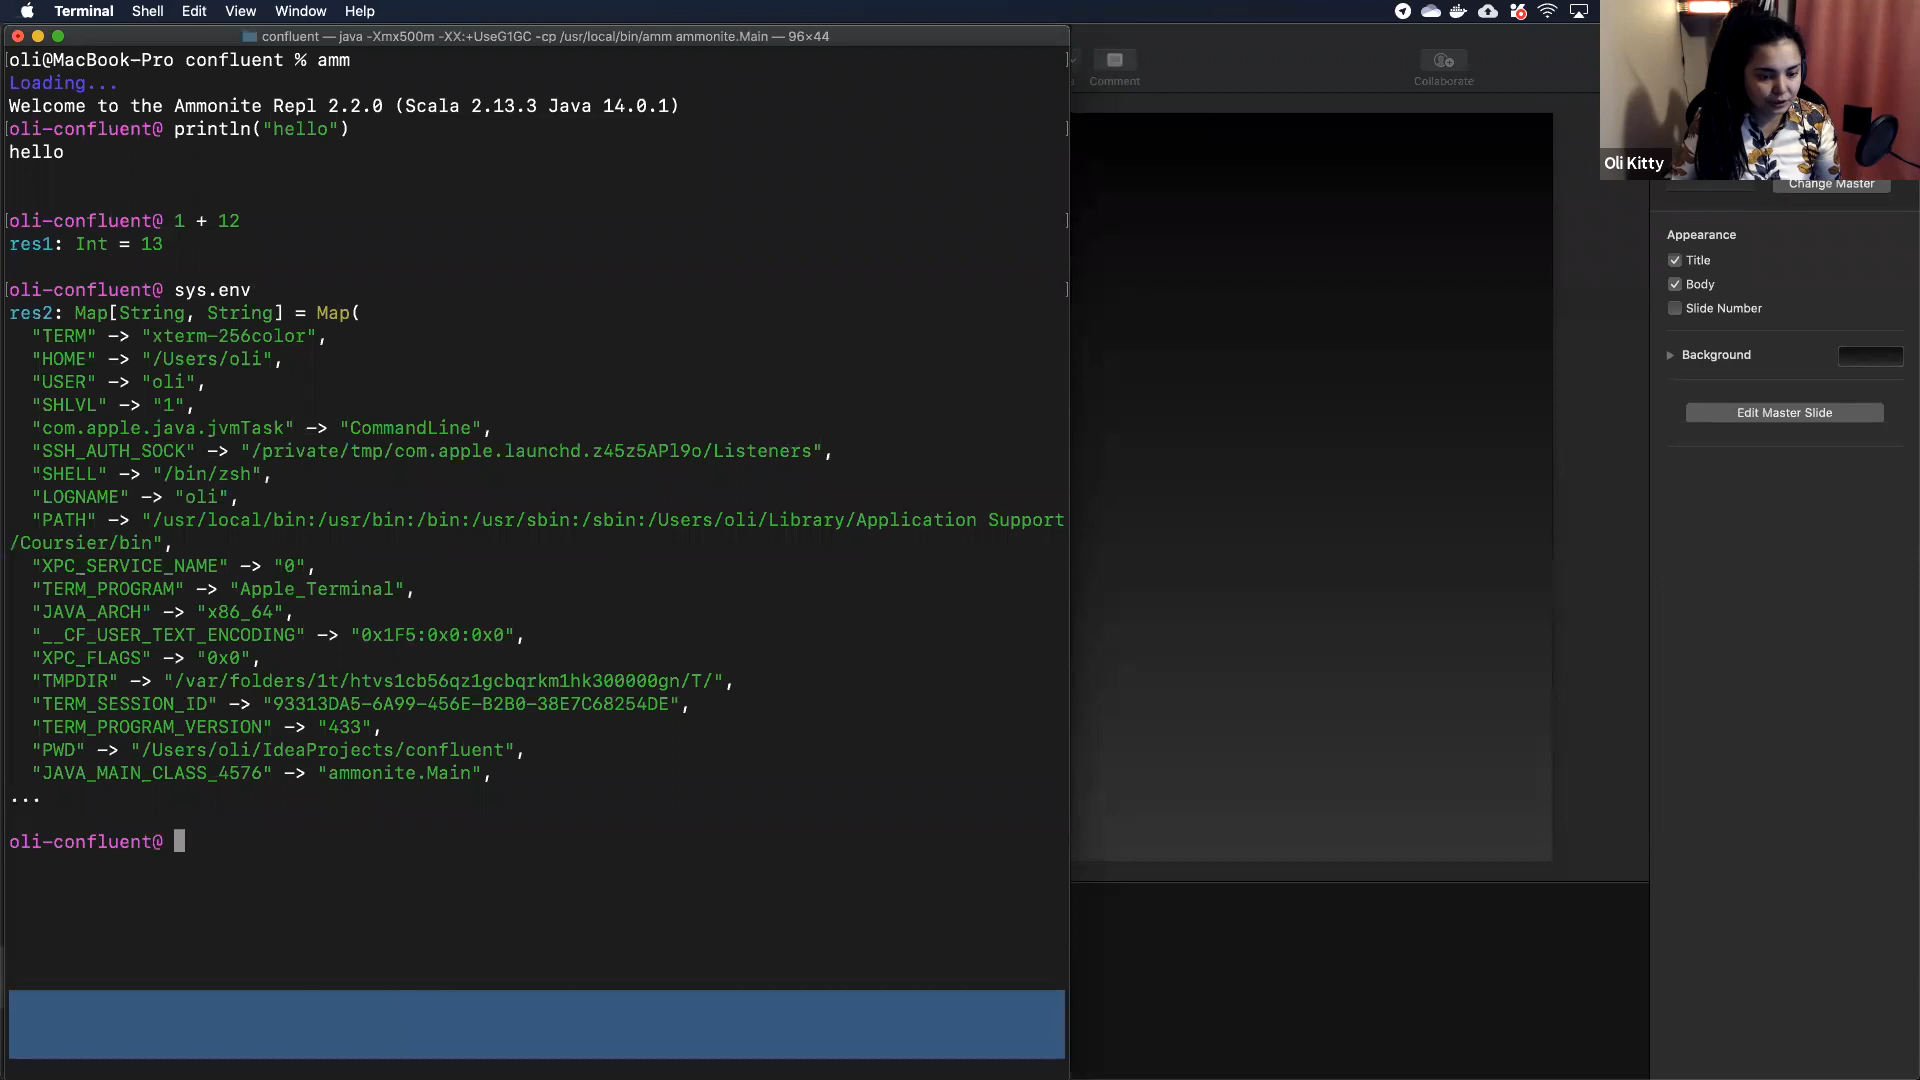 Terminal Shell Edit View Window Help
confluent — java -Xmx500m -XX:+UseG1GC -cp /usr/local/bin/amm ammonite.Main — 96×44
oli@MacBook-Pro confluent % amm
Loading...
Welcome to the Ammonite Repl 2.2.0 (Scala 2.13.3 Java 14.0.1)
oli-confluent@ println("hello")
hello
oli-confluent@ 1 + 12
res1: Int = 13
oli-confluent@ sys.env
res2: Map[String, String] = Map(
"TERM" -> "xterm-256color",
"HOME" -> "/Users/oli",
"USER" -> "oli",
"SHLVL" -> "1",
"com.apple.java.jvmTask" -> "CommandLine",
"SSH_AUTH_SOCK" -> "/private/tmp/com.apple.launchd.z45z5APl9o/Listeners",
"SHELL" -> "/bin/zsh",
"LOGNAME" -> "oli",
"PATH" -> "/usr/local/bin:/usr/bin:/bin:/usr/sbin:/sbin:/Users/oli/Library/Application Support
/Coursier/bin",
"XPC_SERVICE_NAME" -> "0",
"TERM_PROGRAM" -> "Apple_Terminal",
"JAVA_ARCH" -> "x86_64",
"__CF_USER_TEXT_ENCODING" -> "0x1F5:0x0:0x0",
"XPC_FLAGS" -> "0x0",
"TMPDIR" -> "/var/folders/1t/htvs1cb56qz1gcbqrkm1hk300000gn/T/",
"TERM_SESSION_ID" -> "93313DA5-6A99-456E-B2B0-38E7C68254DE",
"TERM_PROGRAM_VERSION" -> "433",
"PWD" -> "/Users/oli/IdeaProjects/confluent",
"JAVA_MAIN_CLASS_4576" -> "ammonite.Main",
...
oli-confluent@
Comment
Collaborate
Oli Kitty
Change Master
Appearance
Title
Body
Slide Number
Background
Edit Master Slide